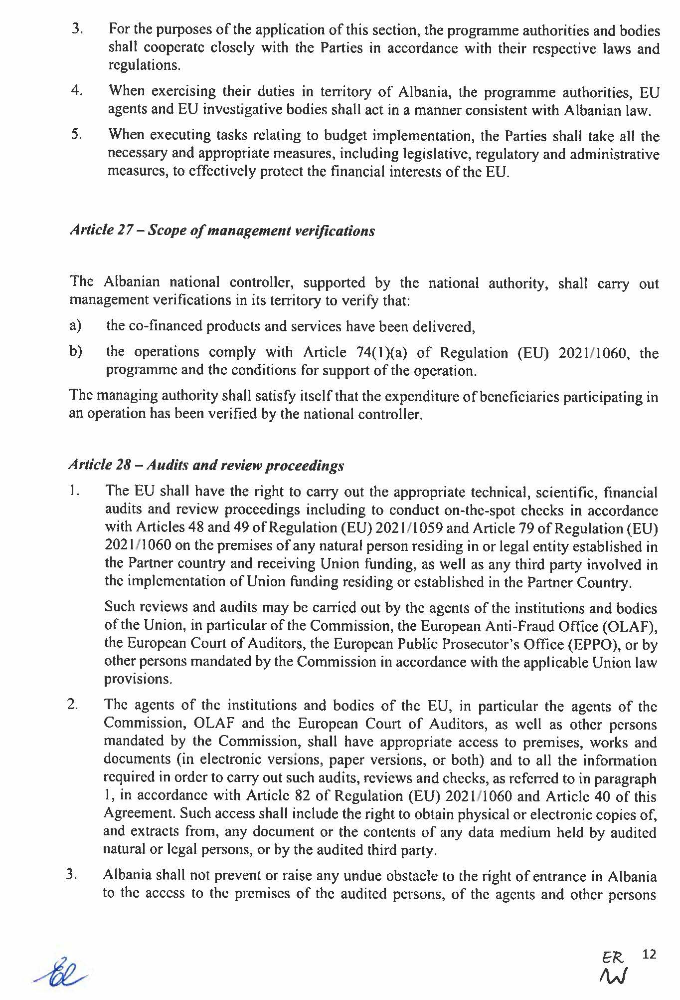 3. For the purposes of the application of this section, the programme authorities and bodies
shall cooperate closely with the Parties in accordance with their respective laws and
regulations.
4. When exercising their duties in territory of Albania, the programme authorities, EU
agents and EU investigative bodies shall act in a manner consistent with Albanian law.
5. When executing tasks relating to budget implementation, the Parties shall take all the
necessary and appropriate measures, including legislative, regulatory and administrative
measures, to effectively protect the financial interests of the EU.
Article 27 – Scope of management verifications
The Albanian national controller, supported by the national authority, shall carry out
management verifications in its territory to verify that:
a) the co-financed products and services have been delivered,
b) the operations comply with Article 74(1)(a) of Regulation (EU) 2021/1060, the
programme and the conditions for support of the operation.
The managing authority shall satisfy itself that the expenditure of beneficiaries participating in
an operation has been verified by the national controller.
Article 28 – Audits and review proceedings
1. The EU shall have the right to carry out the appropriate technical, scientific, financial
audits and review proceedings including to conduct on-the-spot checks in accordance
with Articles 48 and 49 of Regulation (EU) 2021/1059 and Article 79 of Regulation (EU)
2021/1060 on the premises of any natural person residing in or legal entity established in
the Partner country and receiving Union funding, as well as any third party involved in
the implementation of Union funding residing or established in the Partner Country.
Such reviews and audits may be carried out by the agents of the institutions and bodies
of the Union, in particular of the Commission, the European Anti-Fraud Office (OLAF),
the European Court of Auditors, the European Public Prosecutor's Office (EPPO), or by
other persons mandated by the Commission in accordance with the applicable Union law
provisions.
2. The agents of the institutions and bodies of the EU, in particular the agents of the
Commission, OLAF and the European Court of Auditors, as well as other persons
mandated by the Commission, shall have appropriate access to premises, works and
documents (in electronic versions, paper versions, or both) and to all the information
required in order to carry out such audits, reviews and checks, as referred to in paragraph
1, in accordance with Article 82 of Regulation (EU) 2021/1060 and Article 40 of this
Agreement. Such access shall include the right to obtain physical or electronic copies of,
and extracts from, any document or the contents of any data medium held by audited
natural or legal persons, or by the audited third party.
3. Albania shall not prevent or raise any undue obstacle to the right of entrance in Albania
to the access to the premises of the audited persons, of the agents and other persons
ER 12